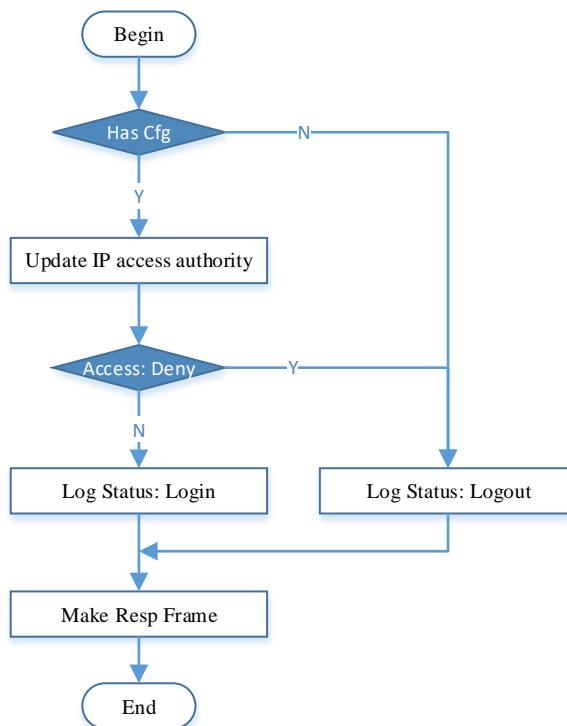 Begin
Has Cfg
N
Y
Update IP access authority
Access: Deny
Y
N
Log Status: Login
Log Status: Logout
Make Resp Frame
End